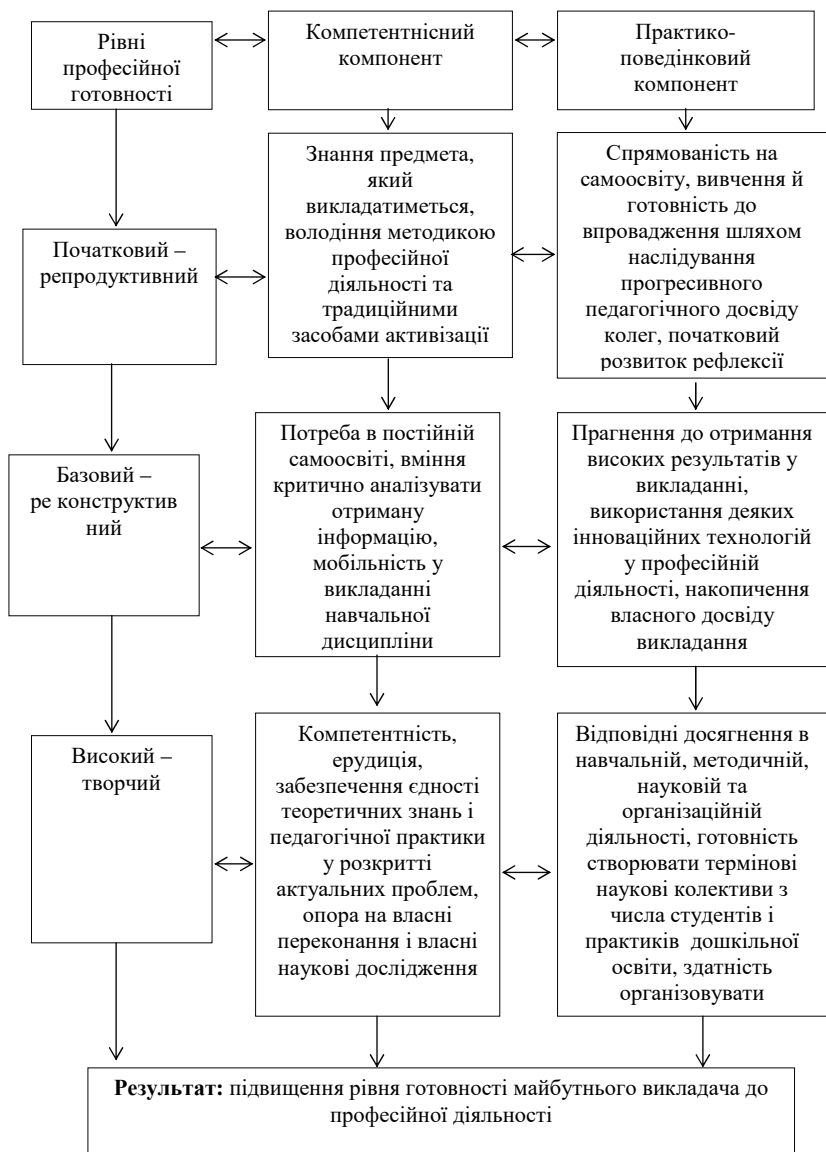 Рівні
професійної
готовності
Компетентнісний
компонент
Практико-
поведінковий
компонент
Початковий –
репродуктивний
Знання предмета,
який
викладатиметься,
володіння методикою
професійної
діяльності та
традиційними
засобами активізації
Спрямованість на
самоосвіту, вивчення й
готовність до
впровадження шляхом
наслідування
прогресивного
педагогічного досвіду
колег, початковий
розвиток рефлексії
Базовий –
ре конструктив
ний
Потреба в постійній
самоосвіті, вміння
критично аналізувати
отриману
інформацію,
мобільність у
викладанні
навчальної
дисципліни
Прагнення до отримання
високих результатів у
викладанні,
використання деяких
інноваційних технологій
у професійній
діяльності, накопичення
власного досвіду
викладання
Високий –
творчий
Компетентність,
ерудиція,
забезпечення єдності
теоретичних знань і
педагогічної практики
у розкритті
актуальних проблем,
опора на власні
переконання і власні
наукові дослідження
Відповідні досягнення в
навчальній, методичній,
науковій та
організаційній
діяльності, готовність
створювати термінові
наукові колективи з
числа студентів і
практиків дошкільної
освіти, здатність
організовувати
Результат: підвищення рівня готовності майбутнього викладача до
професійної діяльності